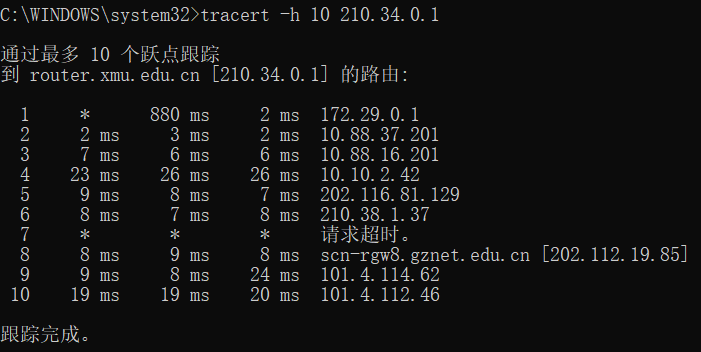 C:\WINDOWS\system32>tracert -h 10 210.34.0.1
通过最多 10 个跃点跟踪
到 router.xmu.edu.cn [210.34.0.1] 的路由:
1 * 880 ms 2 ms 172.29.0.1
2 2 ms 3 ms 2 ms 10.88.37.201
3 7 ms 6 ms 6 ms 10.88.16.201
4 23 ms 26 ms 26 ms 10.10.2.42
5 9 ms 8 ms 7 ms 202.116.81.129
6 8 ms 7 ms 8 ms 210.38.1.37
7 * * * 请求超时。
8 8 ms 9 ms 8 ms scn-rgw8.gznet.edu.cn [202.112.19.85]
9 9 ms 8 ms 24 ms 101.4.114.62
10 19 ms 19 ms 20 ms 101.4.112.46
跟踪完成。